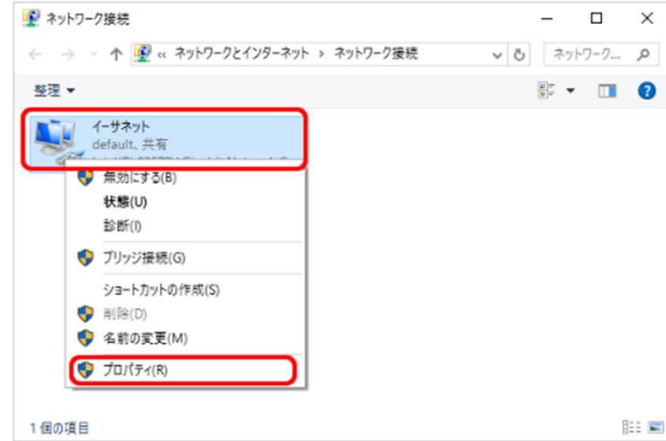 ネットワーク接続
« ネットワークとインターネット › ネットワーク接続
ネットワーク...
整理
イーサネット
default、共有
無効にする(B)
状態(U)
診断(I)
ブリッジ接続(G)
ショートカットの作成(S)
削除(D)
名前の変更(M)
プロパティ(R)
1 個の項目